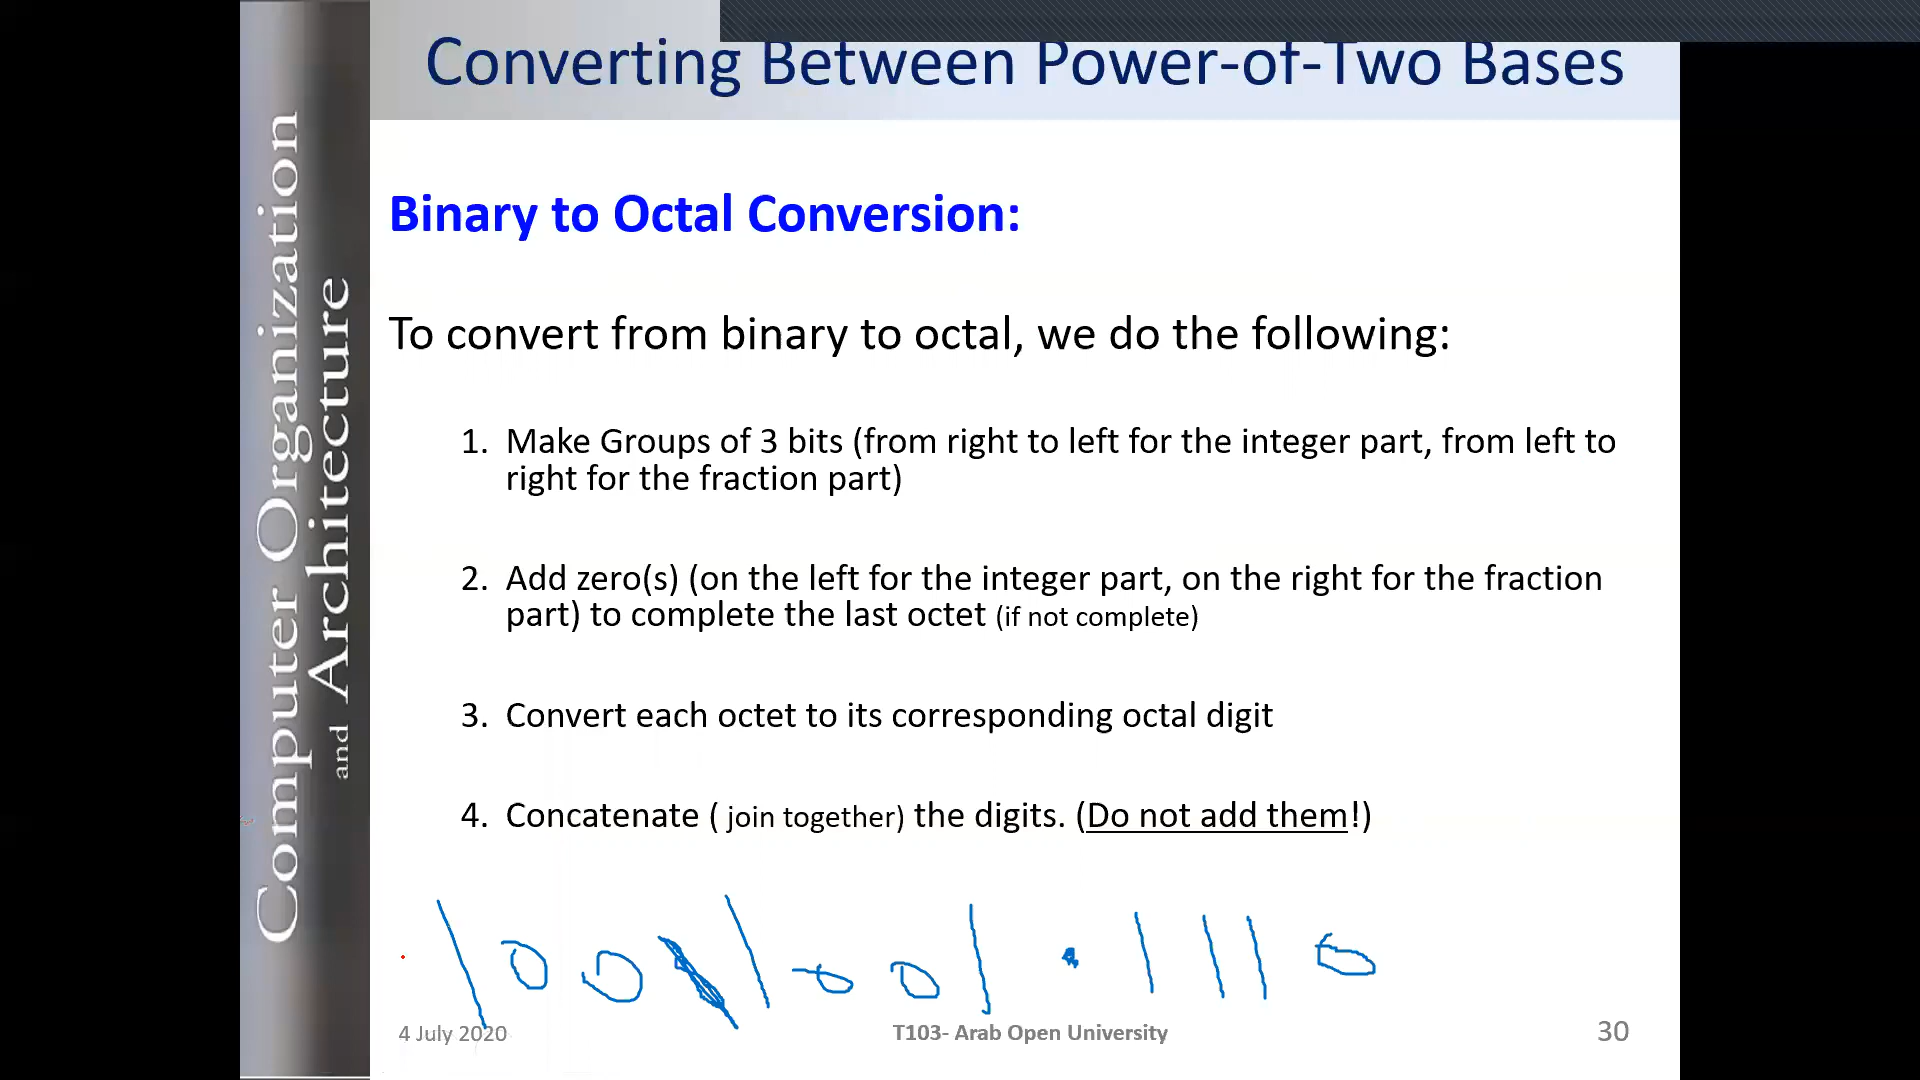 Converting Between Power-of-Two Bases
Computer Organization
and Architecture
Binary to Octal Conversion:
To convert from binary to octal, we do the following:
1. Make Groups of 3 bits (from right to left for the integer part, from left to
right for the fraction part)
2. Add zero(s) (on the left for the integer part, on the right for the fraction
part) to complete the last octet (if not complete)
3. Convert each octet to its corresponding octal digit
4. Concatenate ( join together) the digits. (Do not add them!)
10011001.1110
4 July 2020
T103- Arab Open University
30